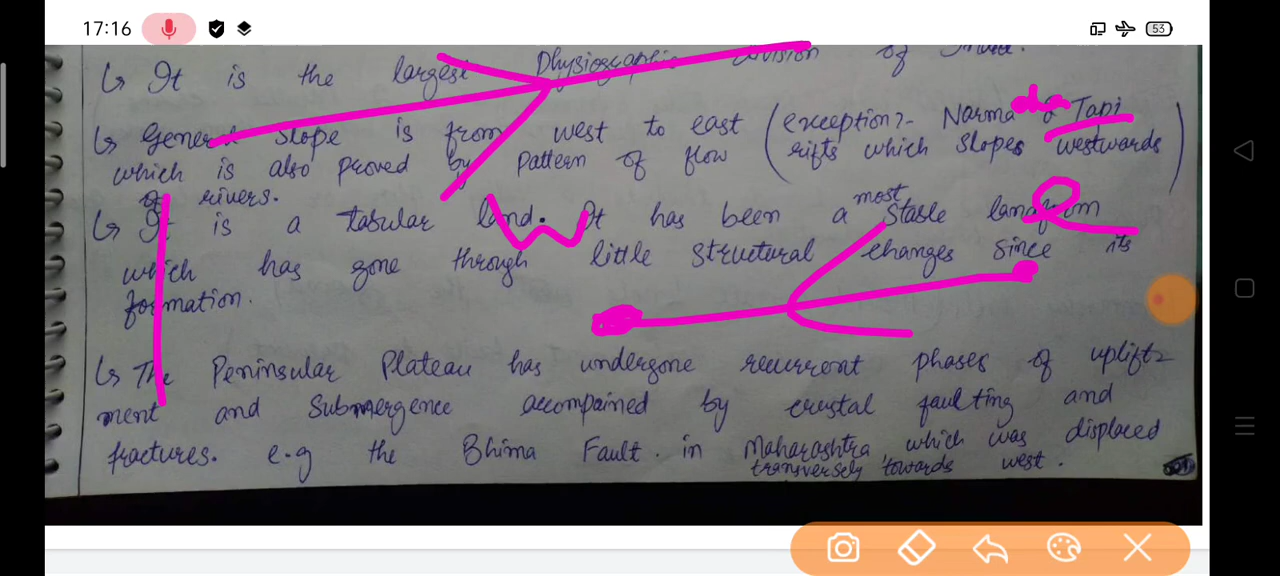 17:16
53
↳ It is the largest Physiographic division of India.
↳ General Slope is from west to east (exception:- Narmada & Tapi
which is also proved by pattern of flow rifts which slopes westwards)
of rivers.
↳ It is a tabular land. It has been a most stable landform
which has gone through little structural changes since its
formation.
↳ The Peninsular Plateau has undergone recurrent phases of uplift-
ment and Submergence accompained by crustal faulting and
fractures. e.g the Bhima Fault. in Maharashtra which was displaced
transversely towards west.